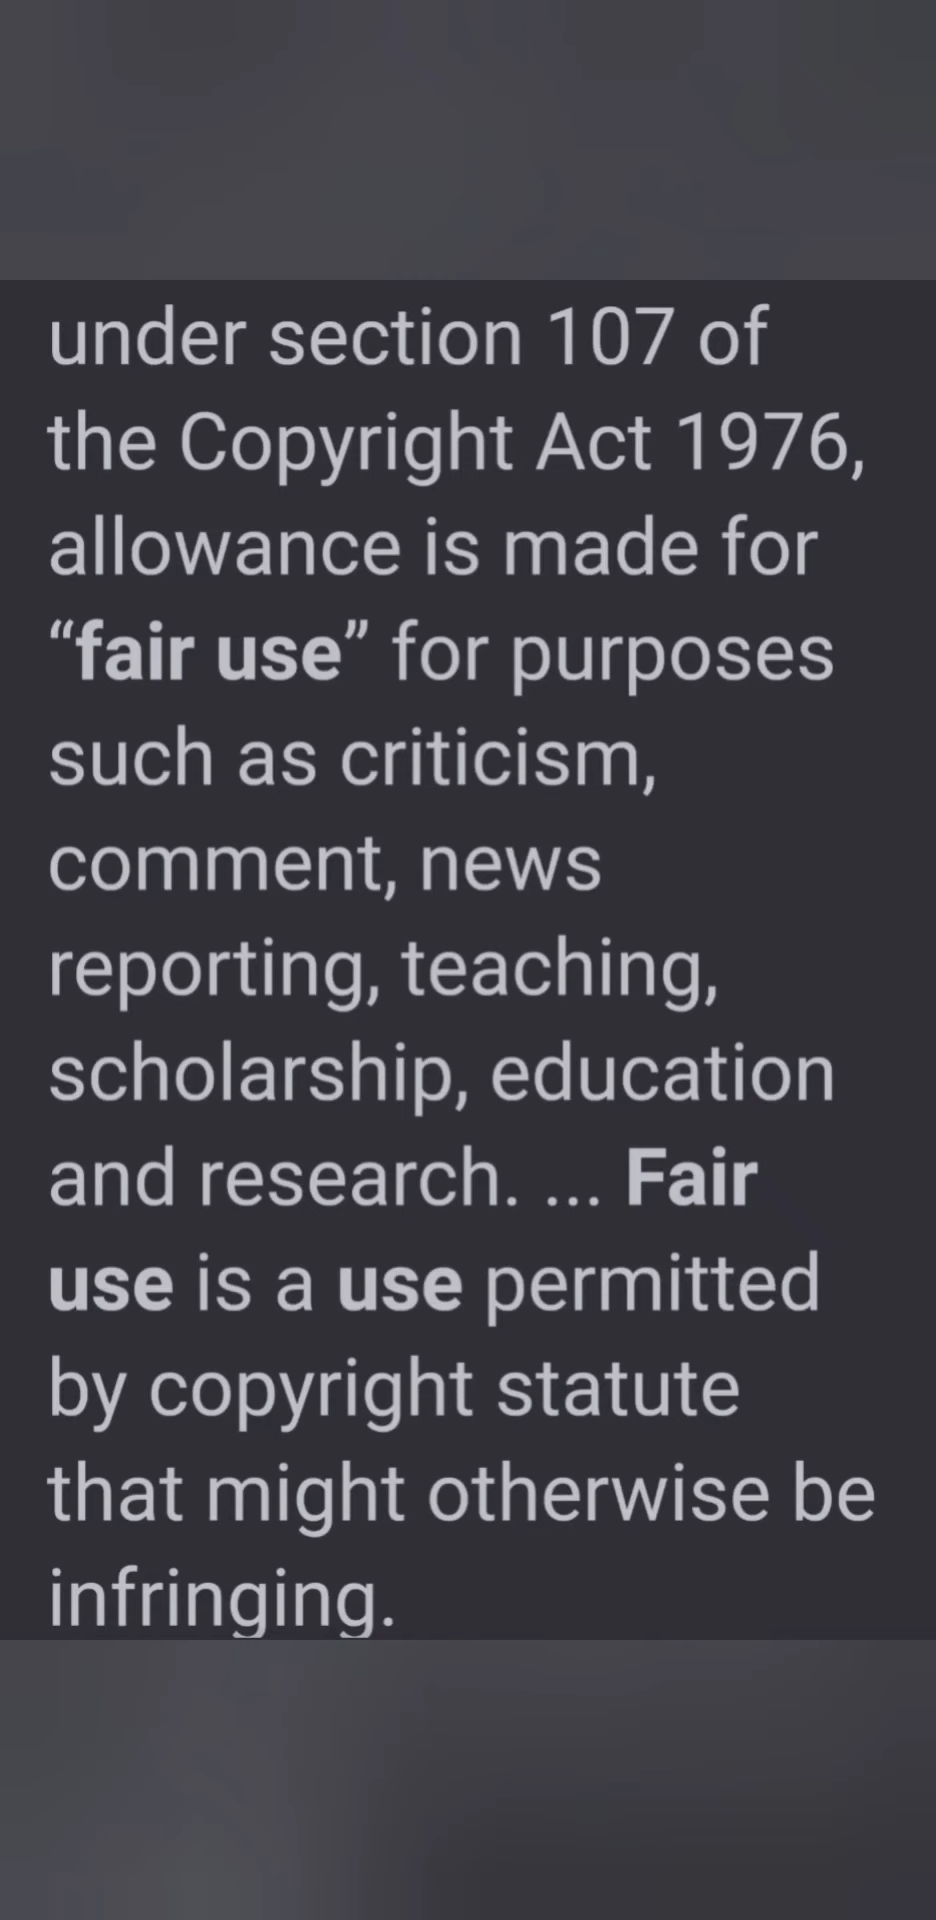 under section 107 of
the Copyright Act 1976,
allowance is made for
“fair use” for purposes
such as criticism,
comment, news
reporting, teaching,
scholarship, education
and research. ... Fair
use is a use permitted
by copyright statute
that might otherwise be
infringing.